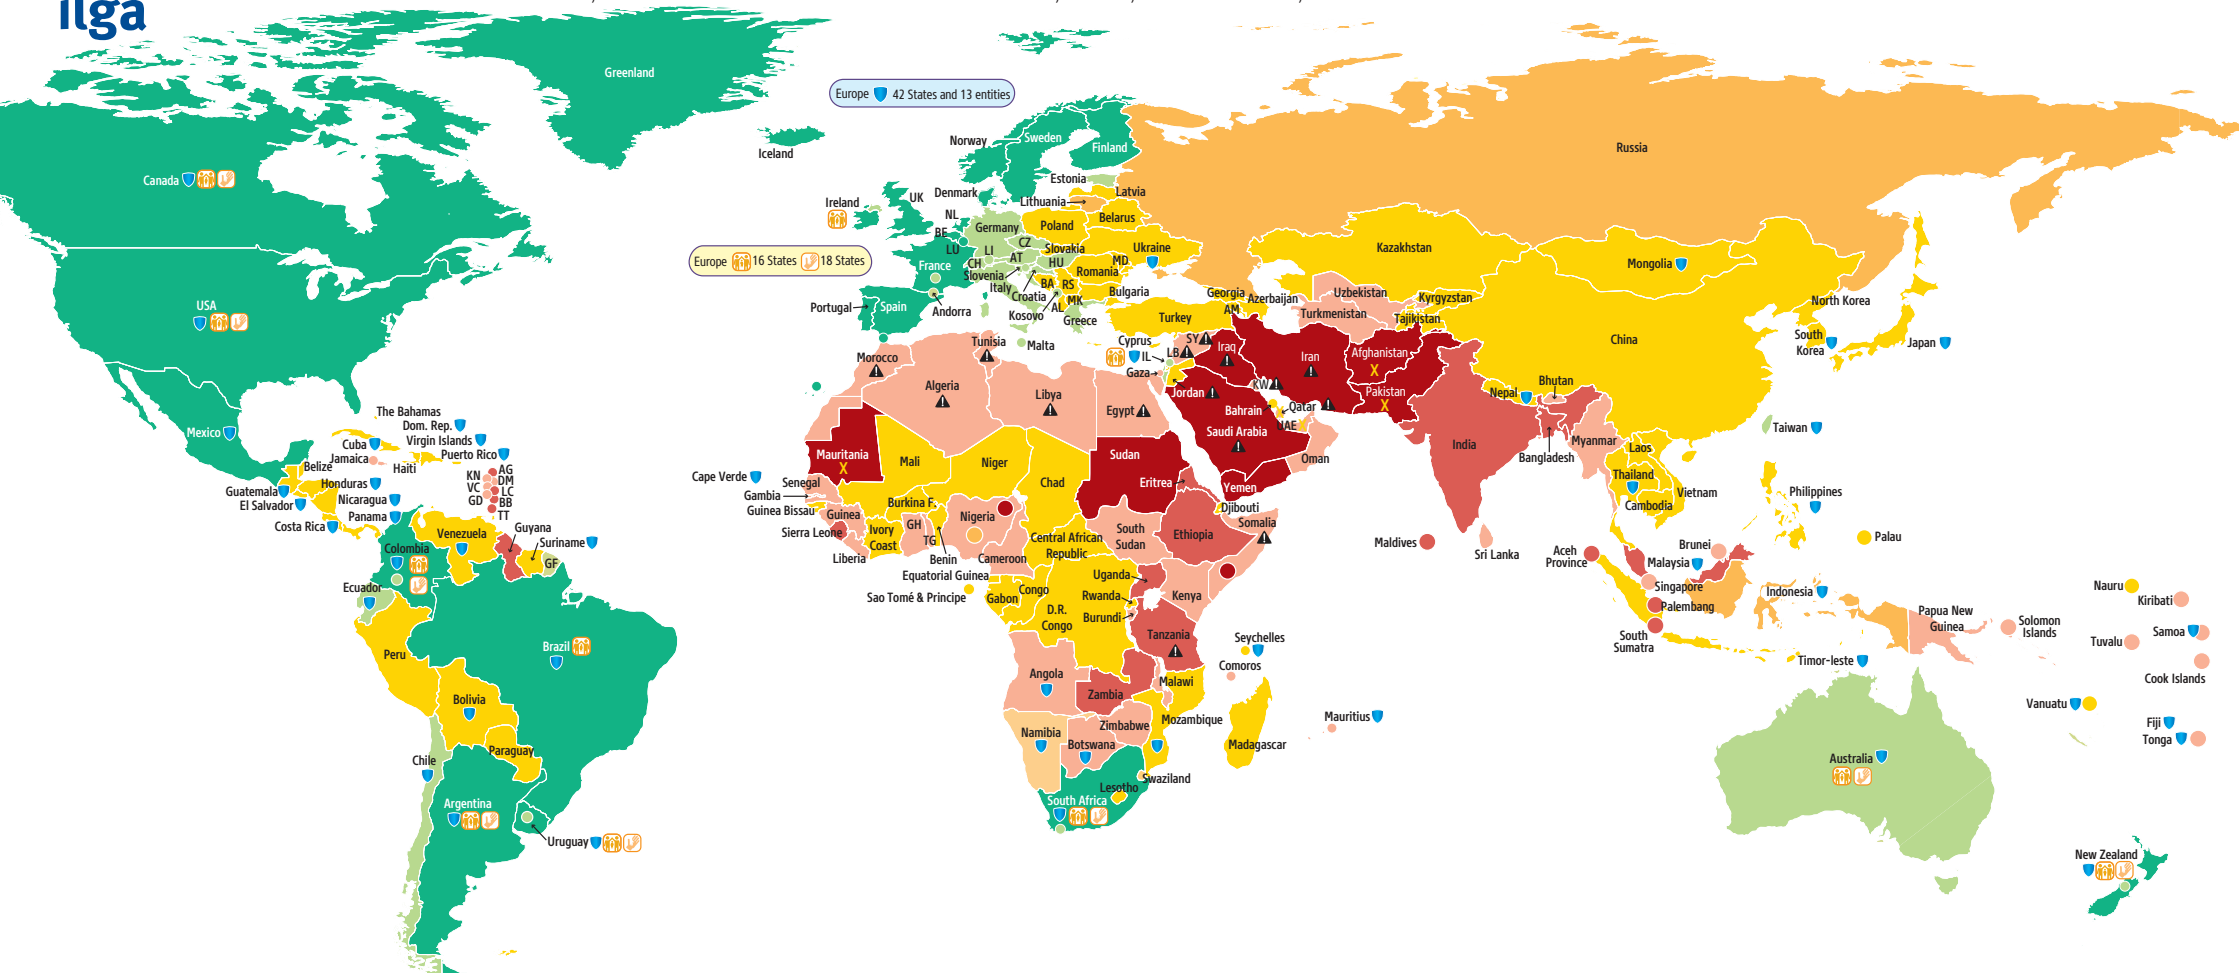 ilga
Greenland
Europe 42 States and 13 entities
Iceland
Norway
Sweden
Finland
Russia
Canada
Estonia
Latvia
Lithuania
Denmark
UK
Ireland
NL
BE
LU
Germany
Poland
Belarus
Europe 16 States 18 States
LI
CZ
Slovakia
Ukraine
Kazakhstan
Mongolia
France
CH
AT
HU
MD
Slovenia
Romania
Italy
Croatia
BA
RS
Bulgaria
Georgia
Azerbaijan
Uzbekistan
Kyrgyzstan
North Korea
USA
Portugal
Spain
Andorra
Kosovo
AL
MK
Greece
Turkey
AM
Turkmenistan
Tajikistan
China
South
Korea
Japan
Malta
Cyprus
Tunisia
Morocco
SY
LB
IL
Iraq
Iran
Afghanistan
X
Gaza
KW
Jordan
Pakistan
X
Nepal
Bhutan
Algeria
Libya
Egypt
Bahrain
Qatar
UAE
Saudi Arabia
Oman
India
Bangladesh
Myanmar
Laos
Taiwan
Mexico
The Bahamas
Dom. Rep.
Cuba
Virgin Islands
Jamaica
Puerto Rico
Belize
Haiti
AG
KN
DM
Honduras
VC
LC
Guatemala
GD
BB
El Salvador
Nicaragua
TT
Costa Rica
Panama
Guyana
Suriname
Venezuela
Colombia
GF
Ecuador
Mauritania
X
Mali
Niger
Chad
Sudan
Eritrea
Yemen
Cape Verde
Senegal
Gambia
Guinea Bissau
Guinea
Burkina F.
Sierra Leone
Liberia
Ivory
Coast
GH
TG
Benin
Nigeria
Cameroon
Central African
Republic
South
Sudan
Ethiopia
Djibouti
Somalia
Equatorial Guinea
Sao Tomé & Principe
Gabon
Congo
D.R.
Congo
Uganda
Rwanda
Burundi
Kenya
Tanzania
Seychelles
Comoros
Thailand
Vietnam
Cambodia
Philippines
Palau
Maldives
Sri Lanka
Aceh
Province
Brunei
Malaysia
Singapore
Palembang
Indonesia
South
Sumatra
Timor-leste
Papua New
Guinea
Nauru
Kiribati
Solomon
Islands
Tuvalu
Samoa
Cook Islands
Vanuatu
Fiji
Tonga
Peru
Brazil
Bolivia
Paraguay
Chile
Argentina
Uruguay
Angola
Zambia
Malawi
Mozambique
Zimbabwe
Namibia
Botswana
Madagascar
Mauritius
Swaziland
Lesotho
South Africa
Australia
New Zealand